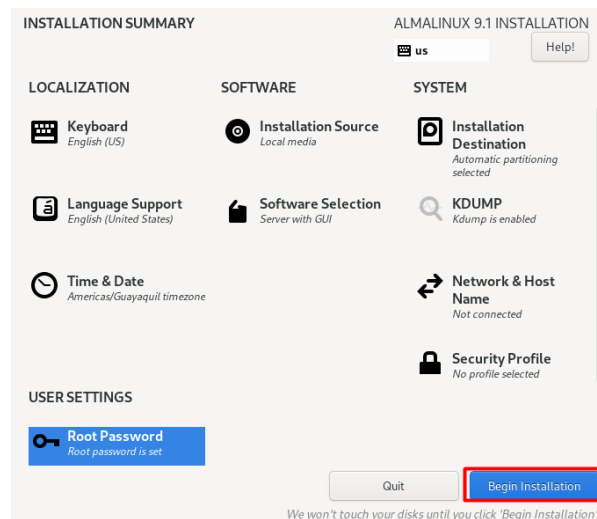 INSTALLATION SUMMARY
ALMALINUX 9.1 INSTALLATION
us
Help!
LOCALIZATION
SOFTWARE
SYSTEM
Keyboard
English (US)
Installation Source
Local media
Installation
Destination
Automatic partitioning
selected
Language Support
English (United States)
Software Selection
Server with GUI
KDUMP
Kdump is enabled
Time & Date
Americas/Guayaquil timezone
Network & Host
Name
Not connected
Security Profile
No profile selected
USER SETTINGS
Root Password
Root password is set
Quit
Begin Installation
We won't touch your disks until you click 'Begin Installation'